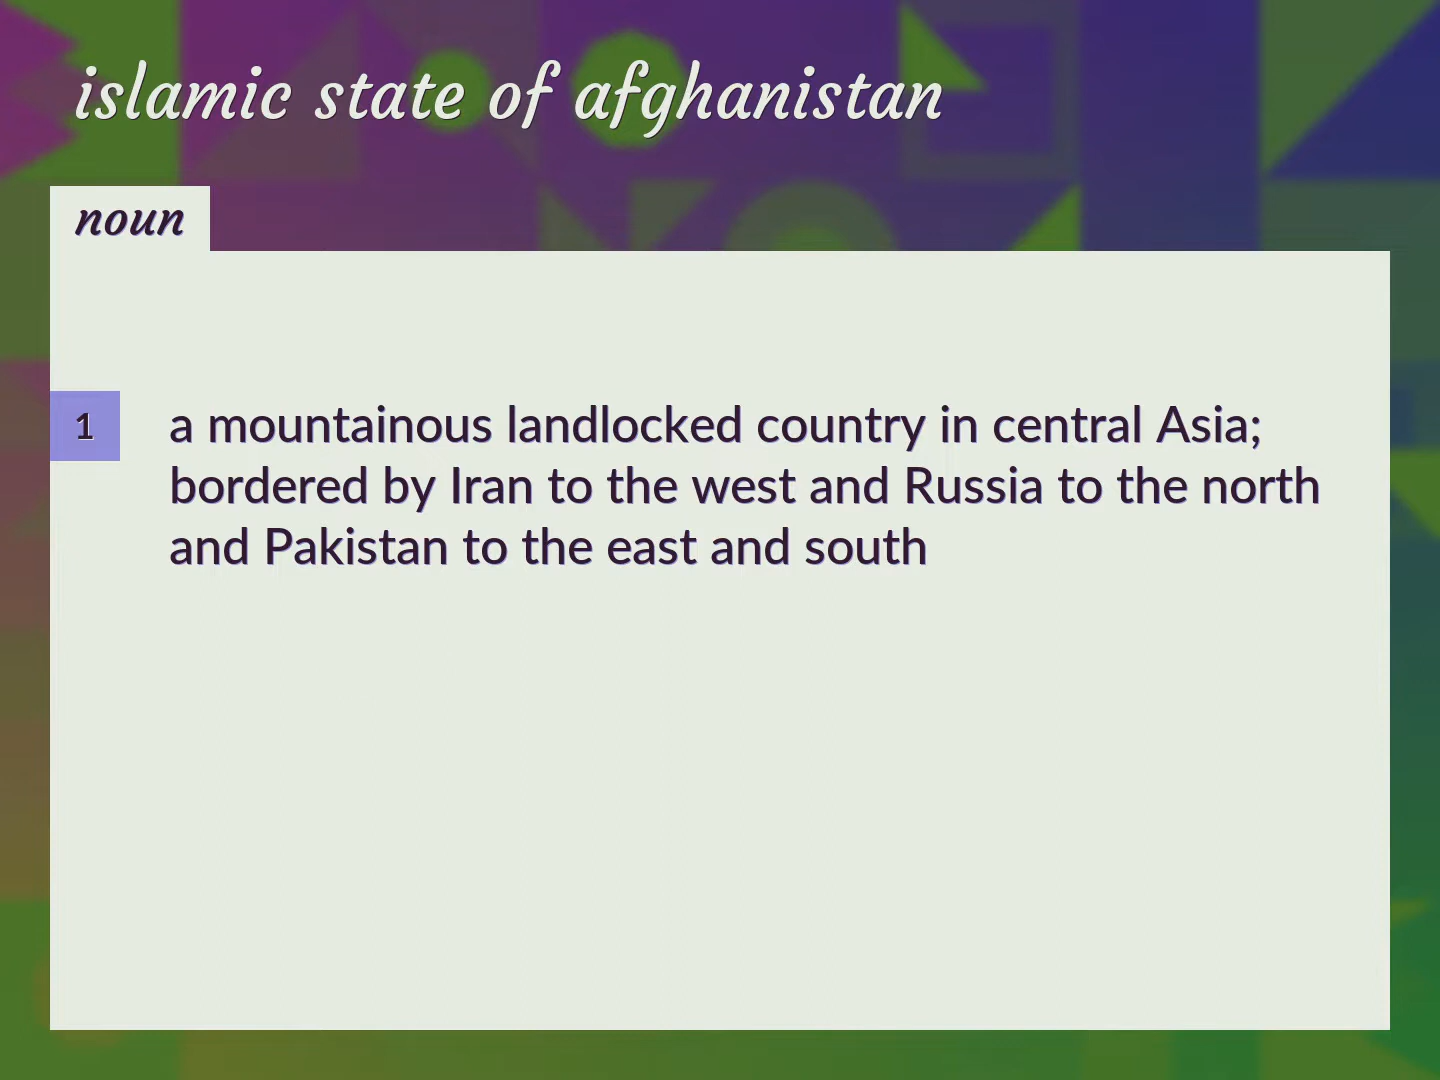 islamic state of afghanistan
noun
1
a mountainous landlocked country in central Asia;
bordered by Iran to the west and Russia to the north
and Pakistan to the east and south